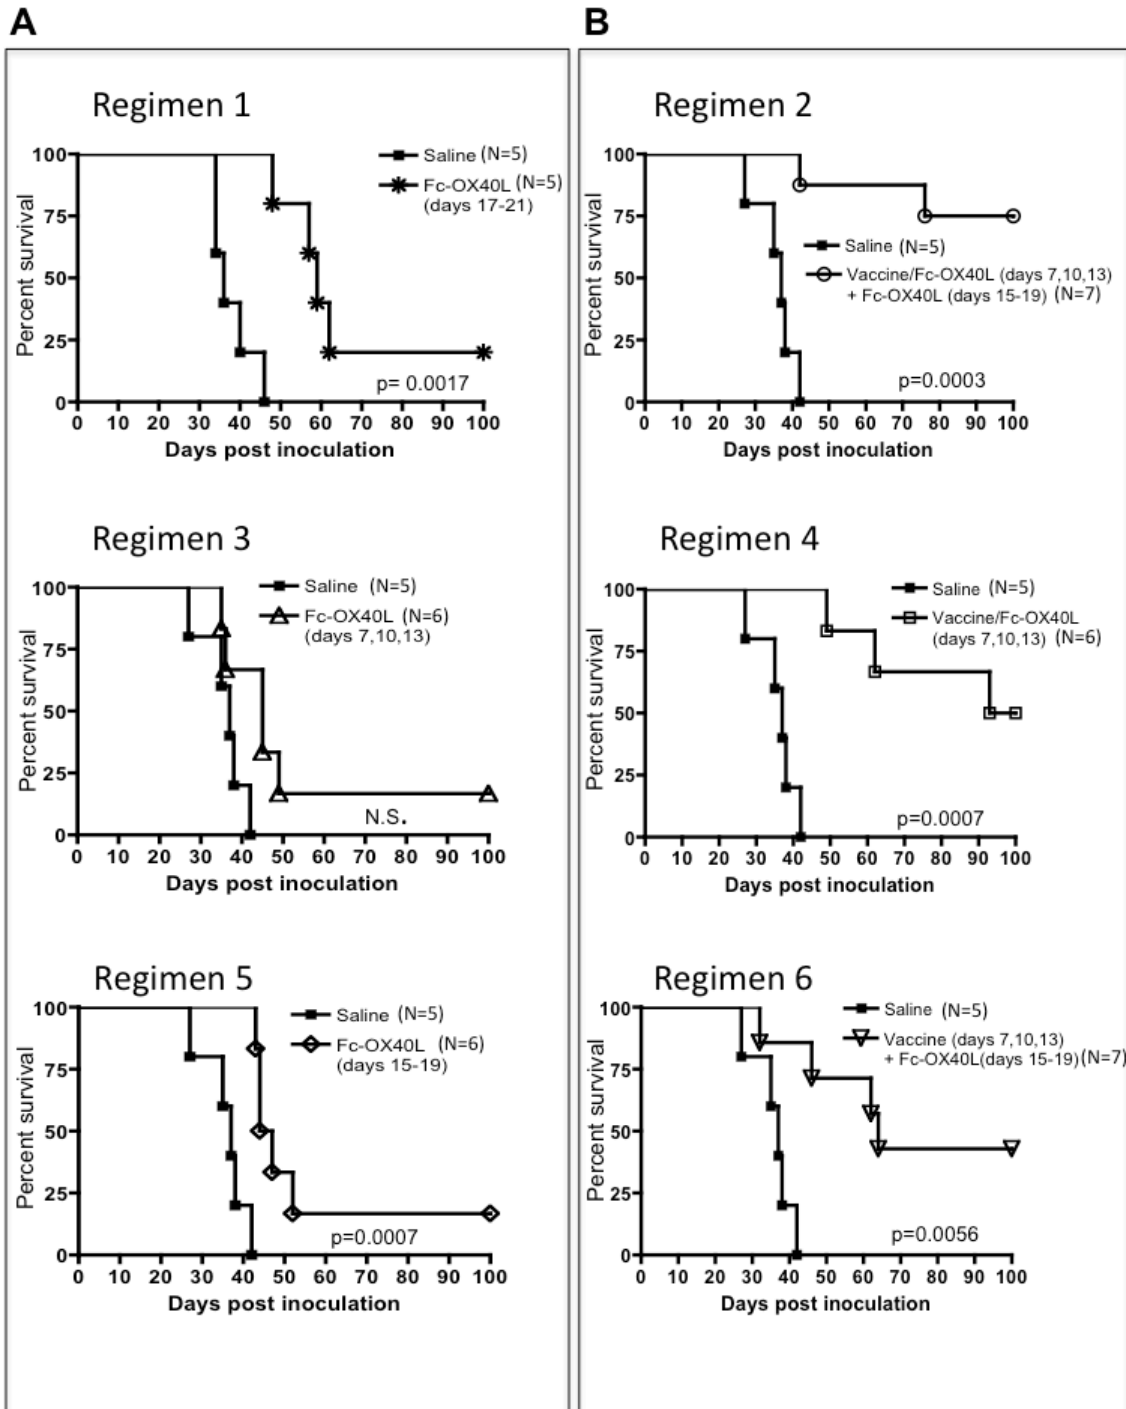 A
Regimen 1
100
75
50
25
0
Percent survival
Saline (N=5)
Fc-OX40L (N=5)
(days 17-21)
p= 0.0017
0 10 20 30 40 50 60 70 80 90 100
Days post inoculation
Regimen 3
100
75
50
25
0
Percent survival
Saline (N=5)
Fc-OX40L (N=6)
(days 7,10,13)
N.S.
0 10 20 30 40 50 60 70 80 90 100
Days post inoculation
Regimen 5
100
75
50
25
0
Percent survival
Saline (N=5)
Fc-OX40L (N=6)
(days 15-19)
p=0.0007
0 10 20 30 40 50 60 70 80 90 100
Days post inoculation
B
Regimen 2
100
75
50
25
0
Percent survival
Saline (N=5)
Vaccine/Fc-OX40L (days 7,10,13)
+ Fc-OX40L (days 15-19) (N=7)
p=0.0003
0 10 20 30 40 50 60 70 80 90 100
Days post inoculation
Regimen 4
100
75
50
25
0
Percent survival
Saline (N=5)
Vaccine/Fc-OX40L
(days 7,10,13) (N=6)
p=0.0007
0 10 20 30 40 50 60 70 80 90 100
Days post inoculation
Regimen 6
100
75
50
25
0
Percent survival
Saline (N=5)
Vaccine (days 7,10,13)
+ Fc-OX40L(days 15-19)(N=7)
p=0.0056
0 10 20 30 40 50 60 70 80 90 100
Days post inoculation